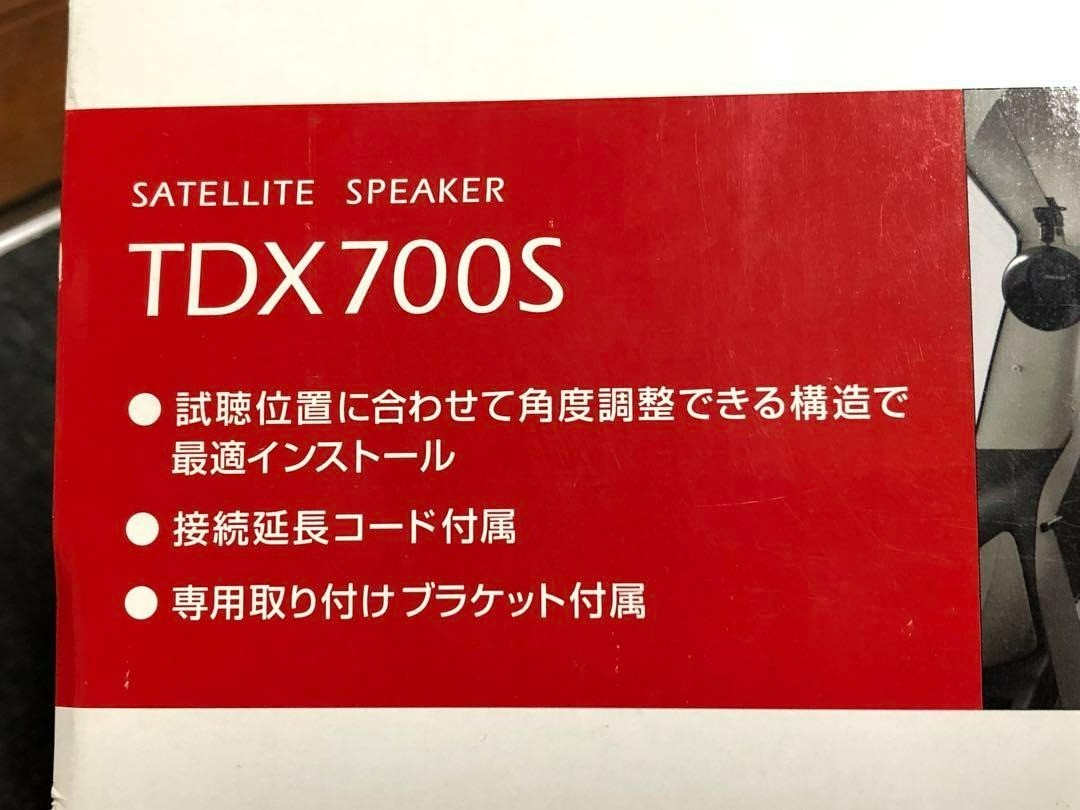 SATELLITE SPEAKER
TDX700S
● 試聴位置に合わせて角度調整できる構造で
最適インストール
● 接続延長コード付属
● 専用取り付けブラケット付属